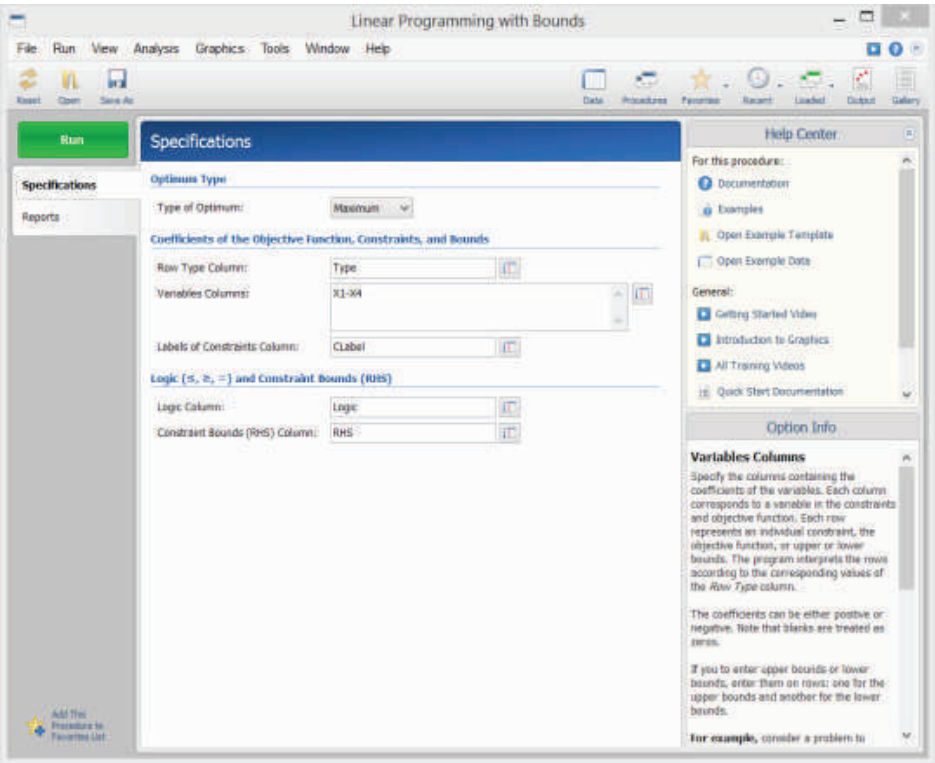 Linear Programming with Bounds
File Run View Analysis Graphics Tools Window Help
Reset Open Save As Data Procedures Favorites Recent Loaded Output Gallery
Run
Specifications
Reports
Specifications
Optimum Type
Type of Optimum: Maximum
Coefficients of the Objective Function, Constraints, and Bounds
Row Type Column: Type
Variables Columns: X1-X4
Labels of Constraints Column: CLabel
Logic (≤, ≥, =) and Constraint Bounds (RHS)
Logic Column: Logic
Constraint Bounds (RHS) Column: RHS
Add This
Procedure to
Favorites List
Help Center
For this procedure:
Documentation
Examples
Open Example Template
Open Example Data
General:
Getting Started Video
Introduction to Graphics
All Training Videos
Quick Start Documentation
Option Info
Variables Columns
Specify the columns containing the
coefficients of the variables. Each column
corresponds to a variable in the constraints
and objective function. Each row
represents an individual constraint, the
objective function, or upper or lower
bounds. The program interprets the rows
according to the corresponding values of
the Row Type column.
The coefficients can be either positive or
negative. Note that blanks are treated as
zeros.
If you to enter upper bounds or lower
bounds, enter them on rows: one for the
upper bounds and another for the lower
bounds.
For example, consider a problem to